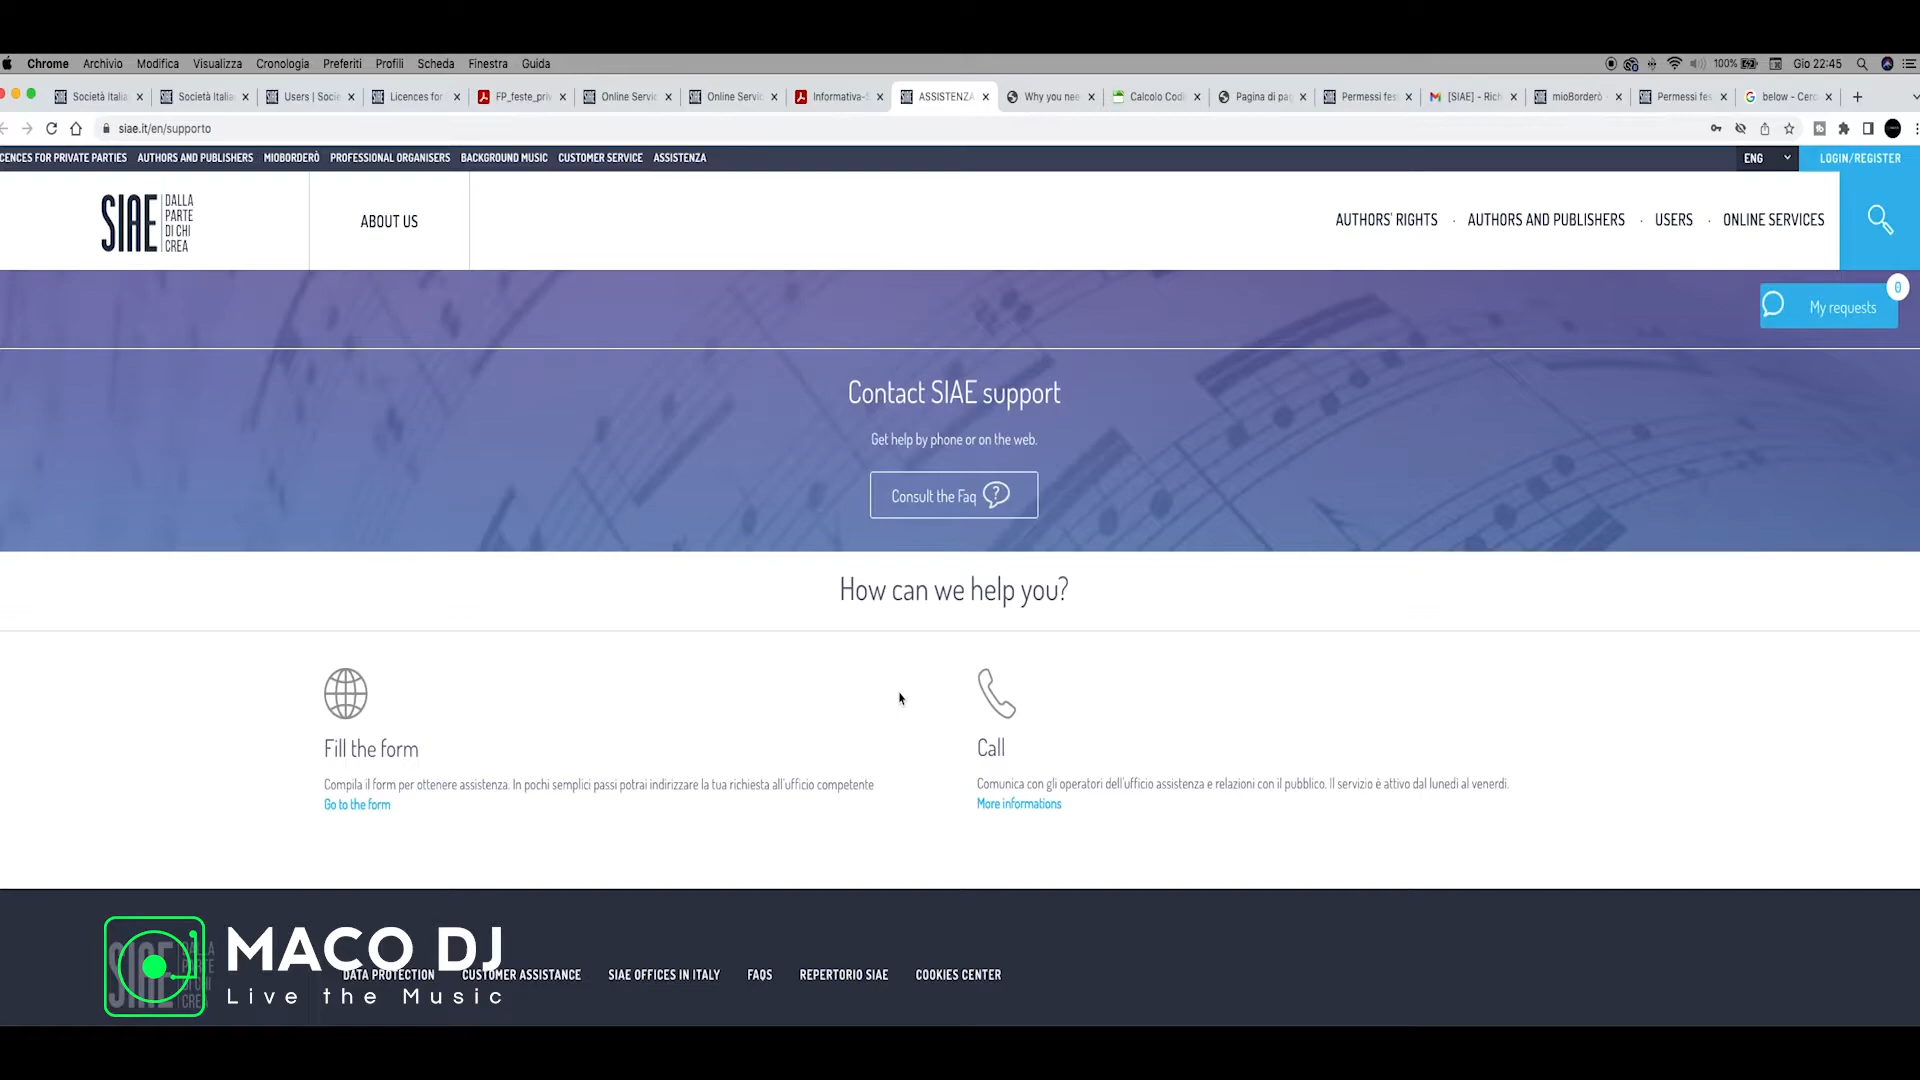 Chrome Archivio Modifica Visualizza Cronologia Preferiti Profili Scheda Finestra Guida 100% Gio 22:45
Società Italia Società Italia Users | Socie Licences for FP_feste_priv Online Servic Online Servic Informativa-S ASSISTENZA Why you nee Calcolo Codi Pagina di pag Permessi fes [SIAE] - Rich mioBorderò - Permessi fes below - Cerc
siae.it/en/supporto
CENCES FOR PRIVATE PARTIES AUTHORS AND PUBLISHERS MIOBORDERÒ PROFESSIONAL ORGANISERS BACKGROUND MUSIC CUSTOMER SERVICE ASSISTENZA ENG LOGIN/REGISTER
SIAE DALLA
PARTE
DI CHI
CREA
ABOUT US
AUTHORS' RIGHTS · AUTHORS AND PUBLISHERS · USERS · ONLINE SERVICES
0
My requests
Contact SIAE support
Get help by phone or on the web.
Consult the Faq ?
How can we help you?
Fill the form
Compila il form per ottenere assistenza. In pochi semplici passi potrai indirizzare la tua richiesta all'ufficio competente
Go to the form
Call
Comunica con gli operatori dell'ufficio assistenza e relazioni con il pubblico. Il servizio è attivo dal lunedì al venerdì.
More informations
MACO DJ
Live the Music
DATA PROTECTION CUSTOMER ASSISTANCE SIAE OFFICES IN ITALY FAQS REPERTORIO SIAE COOKIES CENTER